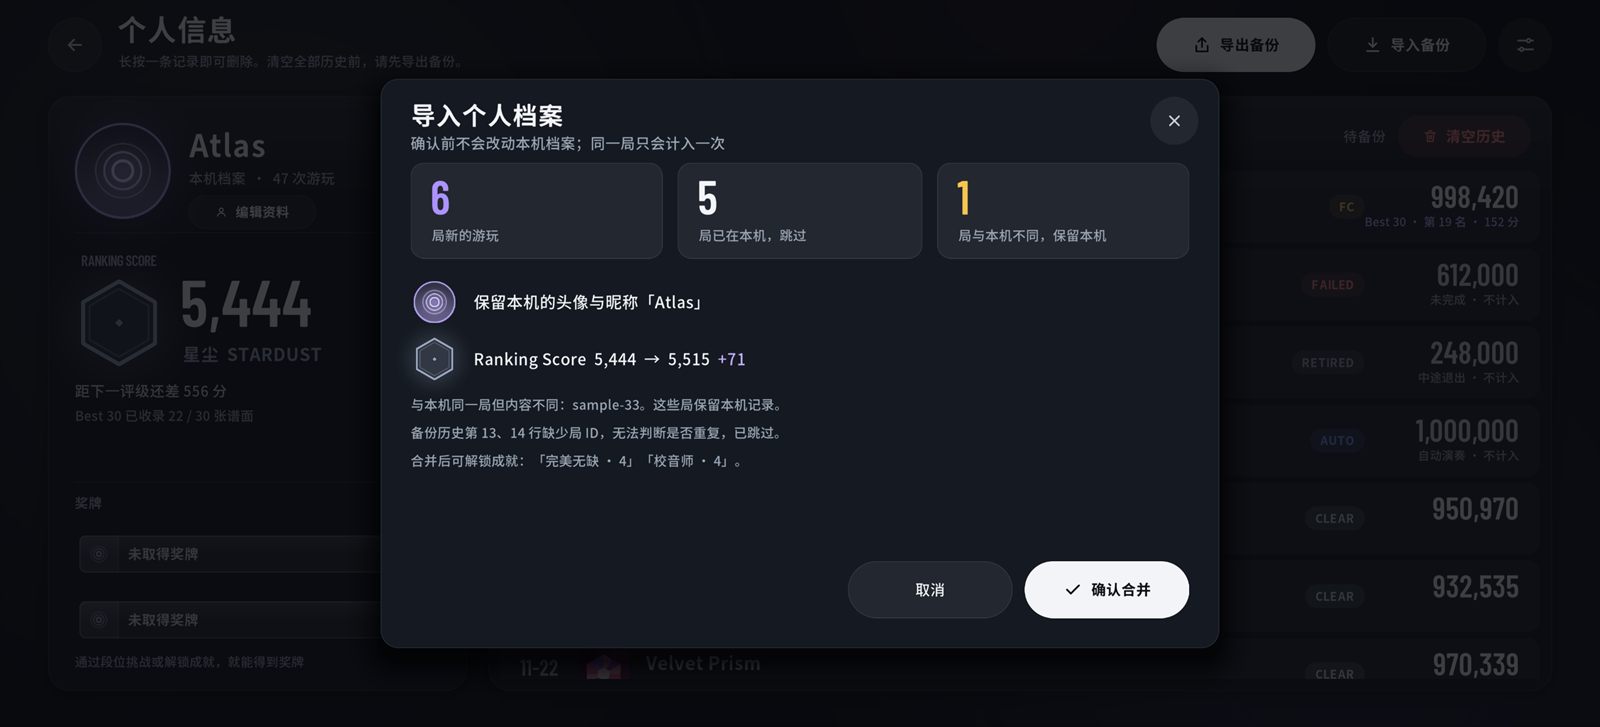 个人信息
长按一条记录即可删除。清空全部历史前，请先导出备份。
导出备份
导入备份
Atlas
本机档案 · 47 次游玩
编辑资料
RANKING SCORE
5,444
星尘 STARDUST
距下一评级还差 556 分
Best 30 已收录 22 / 30 张谱面
奖牌
未取得奖牌
未取得奖牌
通过段位挑战或解锁成就，就能得到奖牌
导入个人档案
确认前不会改动本机档案；同一局只会计入一次
6
局新的游玩
5
局已在本机，跳过
1
局与本机不同，保留本机
保留本机的头像与昵称「Atlas」
Ranking Score 5,444 → 5,515 +71
与本机同一局但内容不同：sample-33。这些局保留本机记录。
备份历史第 13、14 行缺少局 ID，无法判断是否重复，已跳过。
合并后可解锁成就：「完美无缺 · 4」「校音师 · 4」。
取消
确认合并
待备份
清空历史
FC
998,420
Best 30 · 第 19 名 · 152 分
FAILED
612,000
未完成 · 不计入
RETIRED
248,000
中途退出 · 不计入
AUTO
1,000,000
自动演奏 · 不计入
CLEAR
950,970
CLEAR
932,535
11-22
Velvet Prism
CLEAR
970,339